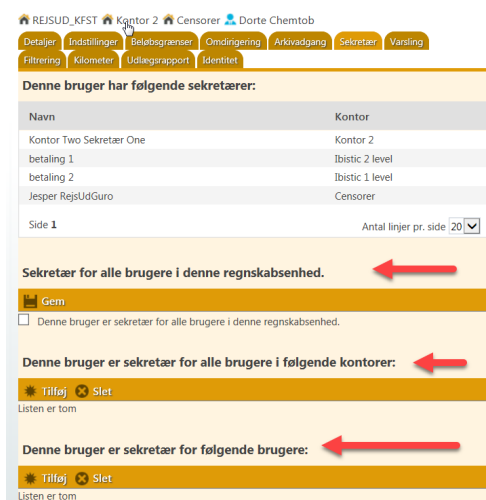 REJSUD_KFST Kontor 2 Censorer Dorte Chemtob
Detaljer Indstillinger Beløbsgrænser Omdirigering Arkivadgang Sekretær Varsling
Filtrering Kilometer Udlægsrapport Identitet
Denne bruger har følgende sekretærer:
Navn Kontor
Kontor Two Sekretær One Kontor 2
betaling 1 Ibistic 2 level
betaling 2 Ibistic 1 level
Jesper RejsUdGuro Censorer
Side 1 Antal linjer pr. side 20
Sekretær for alle brugere i denne regnskabsenhed.
Gem
Denne bruger er sekretær for alle brugere i denne regnskabsenhed.
Denne bruger er sekretær for alle brugere i følgende kontorer:
Tilføj Slet
Listen er tom
Denne bruger er sekretær for følgende brugere:
Tilføj Slet
Listen er tom